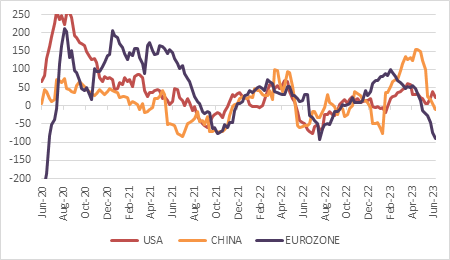 250
200
150
100
50
0
-50
-100
-150
-200
Jun-20
Aug-20
Oct-20
Dec-20
Feb-21
Apr-21
Jun-21
Aug-21
Oct-21
Dec-21
Feb-22
Apr-22
Jun-22
Aug-22
Oct-22
Dec-22
Feb-23
Apr-23
Jun-23
USA CHINA EUROZONE